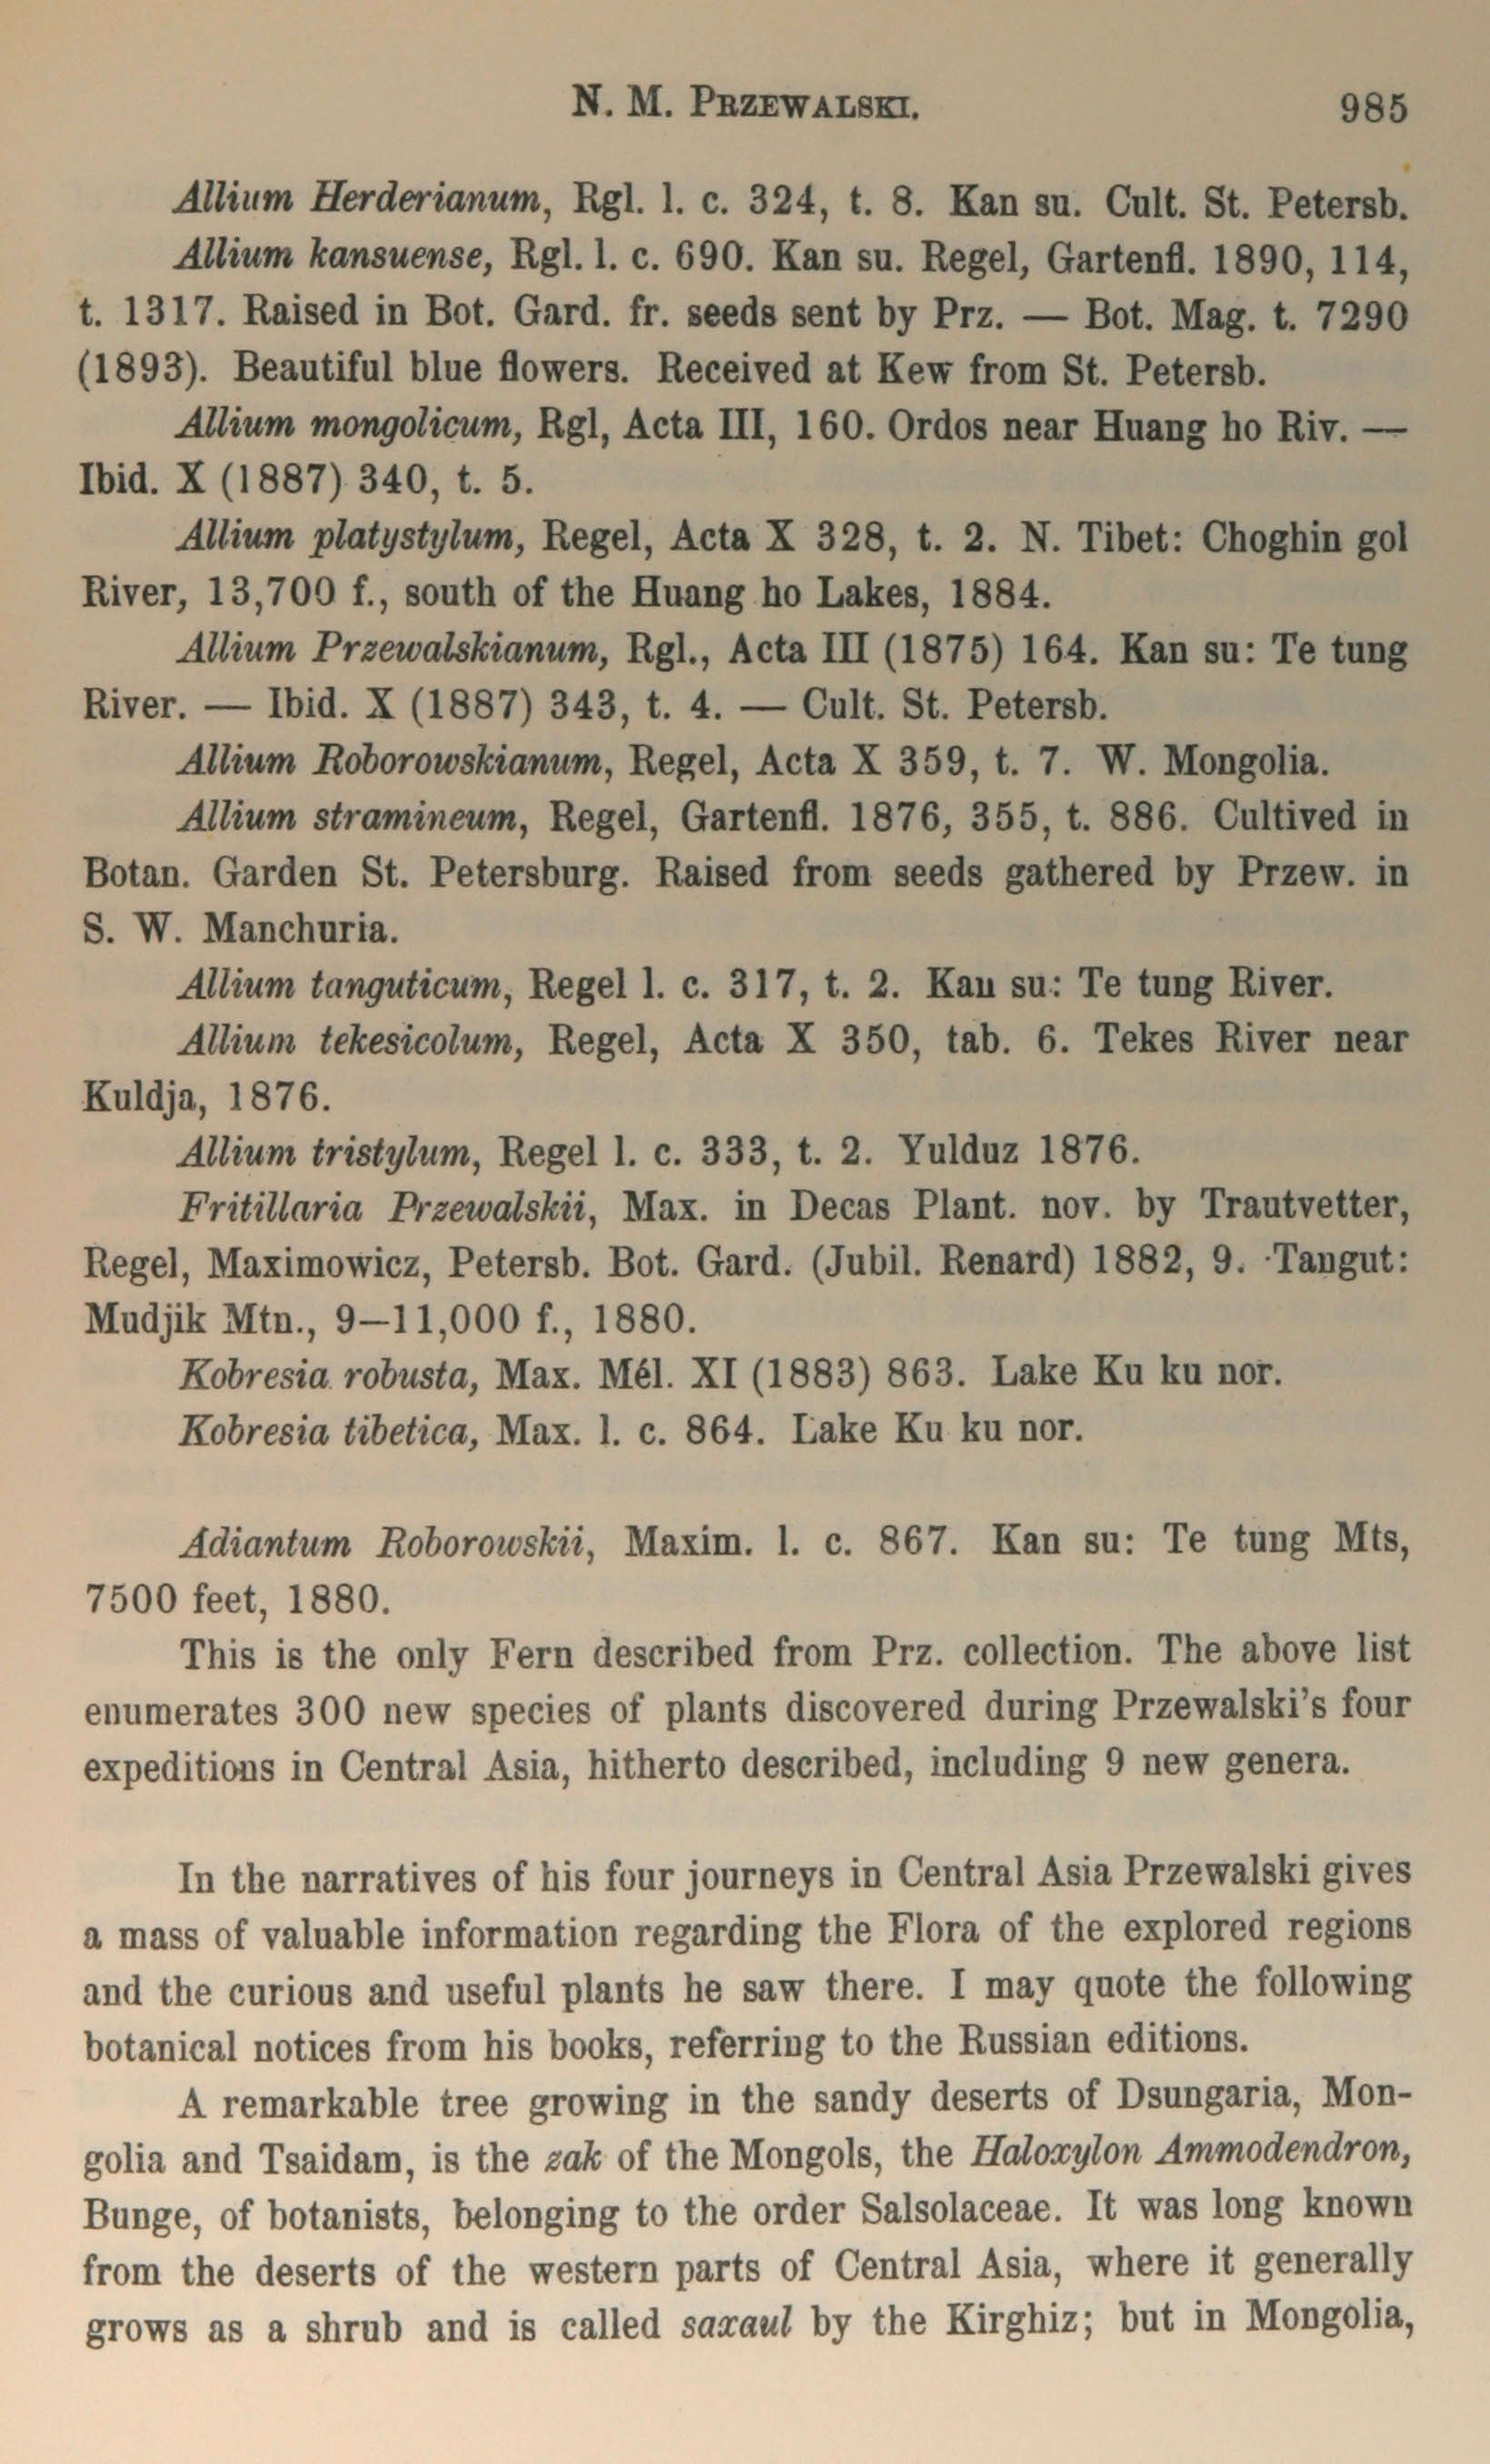 N. M. Przewalski. 985
Allium Herderianum, Rgl. l. c. 324, t. 8. Kan su. Cult. St. Petersb.
Allium kansuense, Rgl. l. c. 690. Kan su. Regel, Gartenfl. 1890, 114,
t. 1317. Raised in Bot. Gard. fr. seeds sent by Prz. — Bot. Mag. t. 7290
(1893). Beautiful blue flowers. Received at Kew from St. Petersb.
Allium mongolicum, Rgl, Acta III, 160. Ordos near Huang ho Riv. —
Ibid. X (1887) 340, t. 5.
Allium platystylum, Regel, Acta X 328, t. 2. N. Tibet: Choghin gol
River, 13,700 f., south of the Huang ho Lakes, 1884.
Allium Przewalskianum, Rgl., Acta III (1875) 164. Kan su: Te tung
River. — Ibid. X (1887) 343, t. 4. — Cult. St. Petersb.
Allium Roborowskianum, Regel, Acta X 359, t. 7. W. Mongolia.
Allium stramineum, Regel, Gartenfl. 1876, 355, t. 886. Cultived in
Botan. Garden St. Petersburg. Raised from seeds gathered by Przew. in
S. W. Manchuria.
Allium tanguticum, Regel l. c. 317, t. 2. Kan su: Te tung River.
Allium tekesicolum, Regel, Acta X 350, tab. 6. Tekes River near
Kuldja, 1876.
Allium tristylum, Regel l. c. 333, t. 2. Yulduz 1876.
Fritillaria Przewalskii, Max. in Decas Plant. nov. by Trautvetter,
Regel, Maximowicz, Petersb. Bot. Gard. (Jubil. Renard) 1882, 9. Tangut:
Mudjik Mtn., 9—11,000 f., 1880.
Kobresia robusta, Max. Mél. XI (1883) 863. Lake Ku ku nor.
Kobresia tibetica, Max. l. c. 864. Lake Ku ku nor.
Adiantum Roborowskii, Maxim. l. c. 867. Kan su: Te tung Mts,
7500 feet, 1880.
This is the only Fern described from Prz. collection. The above list
enumerates 300 new species of plants discovered during Przewalski's four
expeditions in Central Asia, hitherto described, including 9 new genera.
In the narratives of his four journeys in Central Asia Przewalski gives
a mass of valuable information regarding the Flora of the explored regions
and the curious and useful plants he saw there. I may quote the following
botanical notices from his books, referring to the Russian editions.
A remarkable tree growing in the sandy deserts of Dsungaria, Mon-
golia and Tsaidam, is the zak of the Mongols, the Haloxylon Ammodendron,
Bunge, of botanists, belonging to the order Salsolaceae. It was long known
from the deserts of the western parts of Central Asia, where it generally
grows as a shrub and is called saxaul by the Kirghiz; but in Mongolia,